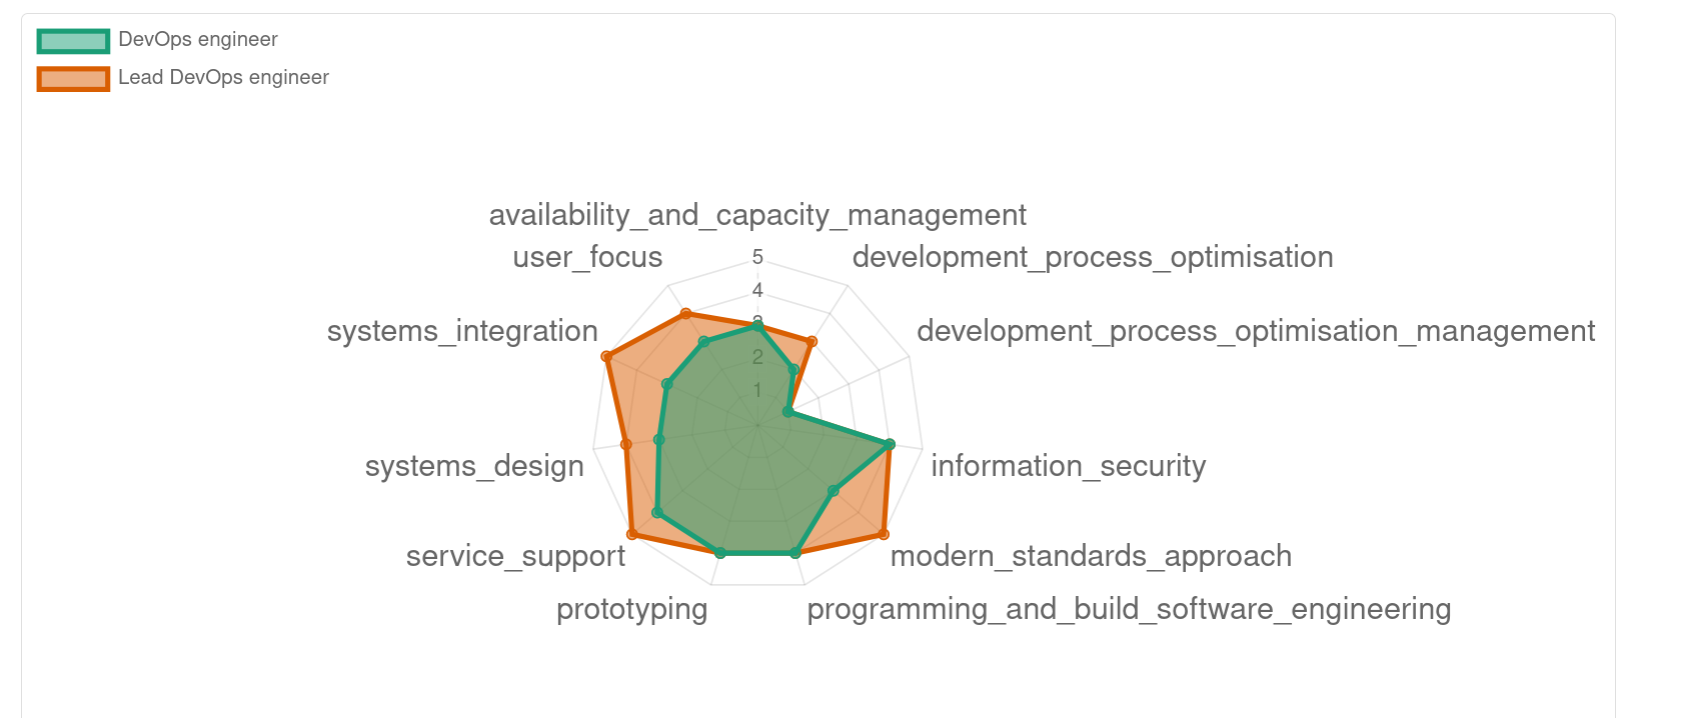 DevOps engineer
Lead DevOps engineer
availability_and_capacity_management
user_focus
development_process_optimisation
systems_integration
development_process_optimisation_management
systems_design
information_security
service_support
modern_standards_approach
prototyping
programming_and_build_software_engineering
5
4
3
2
1